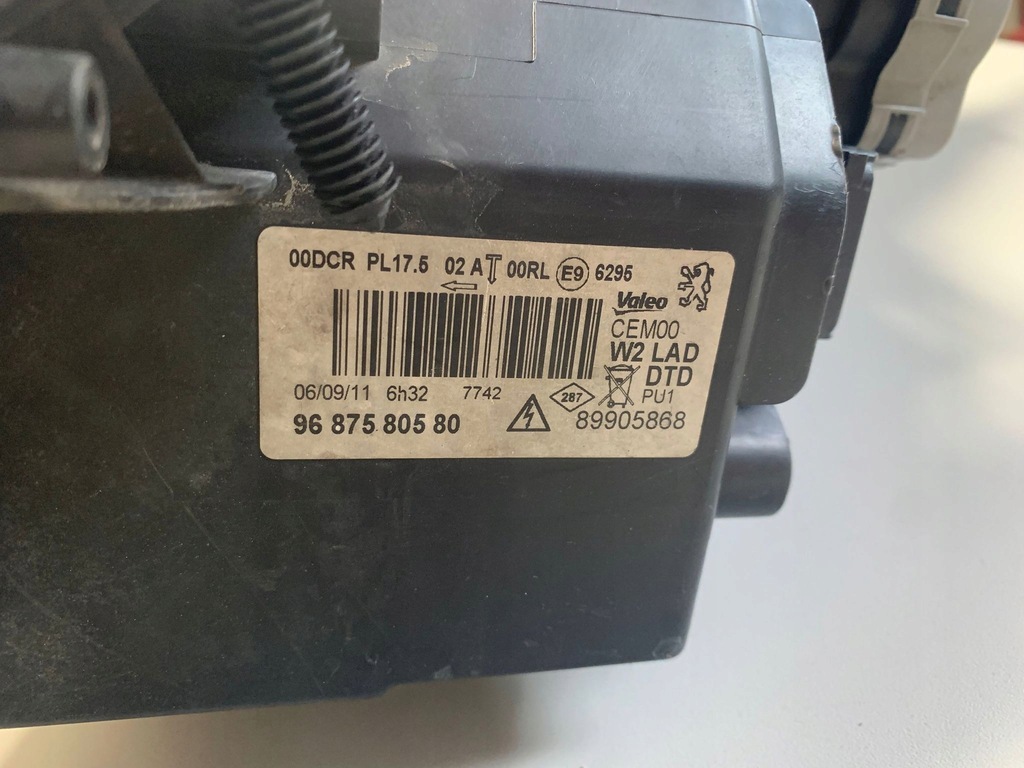 00DCR PL17.5 02 A 00RL E9 6295
Valeo
CEM00
W2 LAD
DTD
PU1
06/09/11 6h32 7742
287
96 875 805 80
89905868